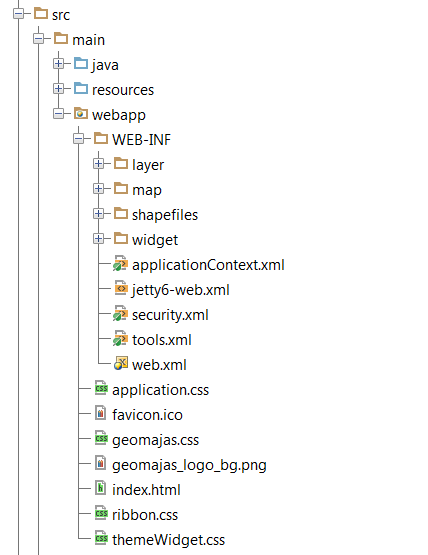 src
main
java
resources
webapp
WEB-INF
layer
map
shapefiles
widget
applicationContext.xml
jetty6-web.xml
security.xml
tools.xml
web.xml
application.css
favicon.ico
geomajas.css
geomajas_logo_bg.png
index.html
ribbon.css
themeWidget.css